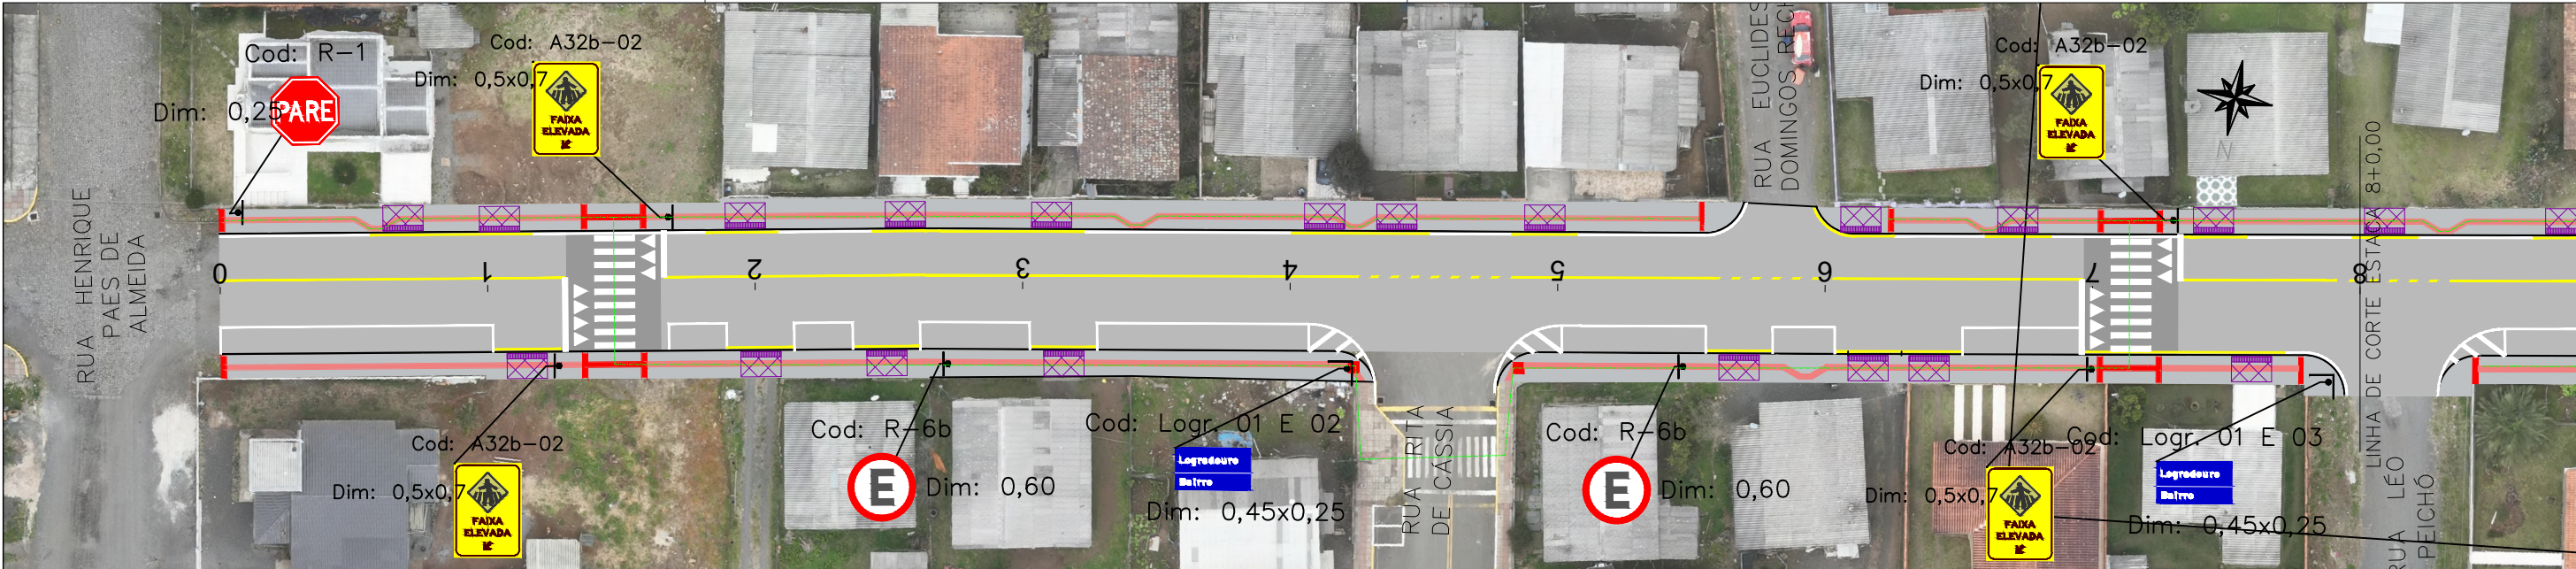 Cod: R-1
Dim: 0,25
PARE
Cod: A32b-02
Dim: 0,5x0,7
FAIXA
ELEVADA
RUA EUCLIDES
DOMINGOS RECH
Cod: A32b-02
Dim: 0,5x0,7
FAIXA
ELEVADA
N
RUA HENRIQUE
PAES DE
ALMEIDA
0
1
2
3
4
5
6
7
8
LINHA DE CORTE ESTACA 8+0,00
Cod: A32b-02
Dim: 0,5x0,7
FAIXA
ELEVADA
Cod: R-6b
E
Dim: 0,60
Cod: Logr. 01 E 02
Logradouro
Bairro
Dim: 0,45x0,25
RUA RITA
DE CÁSSIA
Cod: R-6b
E
Dim: 0,60
Cod: A32b-02
Dim: 0,5x0,7
FAIXA
ELEVADA
Cod: Logr. 01 E 03
Logradouro
Bairro
Dim: 0,45x0,25
RUA LÉO
PEICHÓ